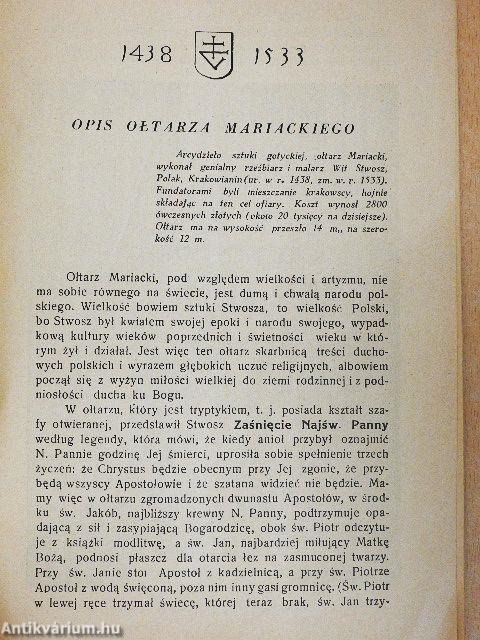 1438 1533
OPIS OŁTARZA MARIACKIEGO
Arcydzieło sztuki gotyckiej, ołtarz Mariacki,
wykonał genialny rzeźbiarz i malarz Wit Stwosz,
Polak, Krakowianin (ur. w r. 1438, zm. w. r. 1533).
Fundatorami byli mieszczanie krakowscy, hojnie
składając na ten cel ofiary. Koszt wynosł 2800
ówczesnych złotych (około 20 tysięcy na dzisiejsze).
Ołtarz ma na wysokość przeszło 14 m,, na szero-
kość 12 m.
Ołtarz Mariacki, pod względem wielkości i artyzmu, nie
ma sobie równego na świecie, jest dumą i chwałą narodu pol-
skiego. Wielkość bowiem sztuki Stwosza, to wielkość Polski,
bo Stwosz był kwiatem swojej epoki i narodu swojego, wypad-
kową kultury wieków poprzednich i świetności wieku w któ-
rym żył i działał. Jest więc ten ołtarz skarbnicą treści ducho-
wych polskich i wyrazem głębokich uczuć religijnych, albowiem
począł się z wyżyn miłości wielkiej do ziemi rodzinnej i z pod-
niosłości ducha ku Bogu.
W ołtarzu, który jest tryptykiem, t. j. posiada kształt sza-
fy otwieranej, przedstawił Stwosz Zaśnięcie Najśw. Panny
według legendy, która mówi, że kiedy anioł przybył oznajmić
N. Pannie godzinę Jej śmierci, uprosiła sobie spełnienie trzech
życzeń: że Chrystus będzie obecnym przy Jej zgonie, że przy-
będą wszyscy Apostołowie i że szatana widzieć nie będzie. Ma-
my więc w ołtarzu zgromadzonych dwunastu Apostołów, w środ-
ku św. Jakób, najbliższy krewny N. Panny, podtrzymuje opa-
dającą z sił i zasypiającą Bogarodzicę, obok św. Piotr odczytu-
je z książki modlitwę, a św. Jan, najbardziej miłujący Matkę
Bożą, podnosi płaszcz dla otarcia łez na zasmuconej twarzy.
Przy św. Janie stoi Apostoł z kadzielnicą, a przy św. Piotrze
Apostoł z wodą święconą, poza nim inny gasi gromnicę. (Św. Piotr
w lewej ręce trzymał świecę, której teraz brak, św. Jan trzy-
Antikvárium.hu